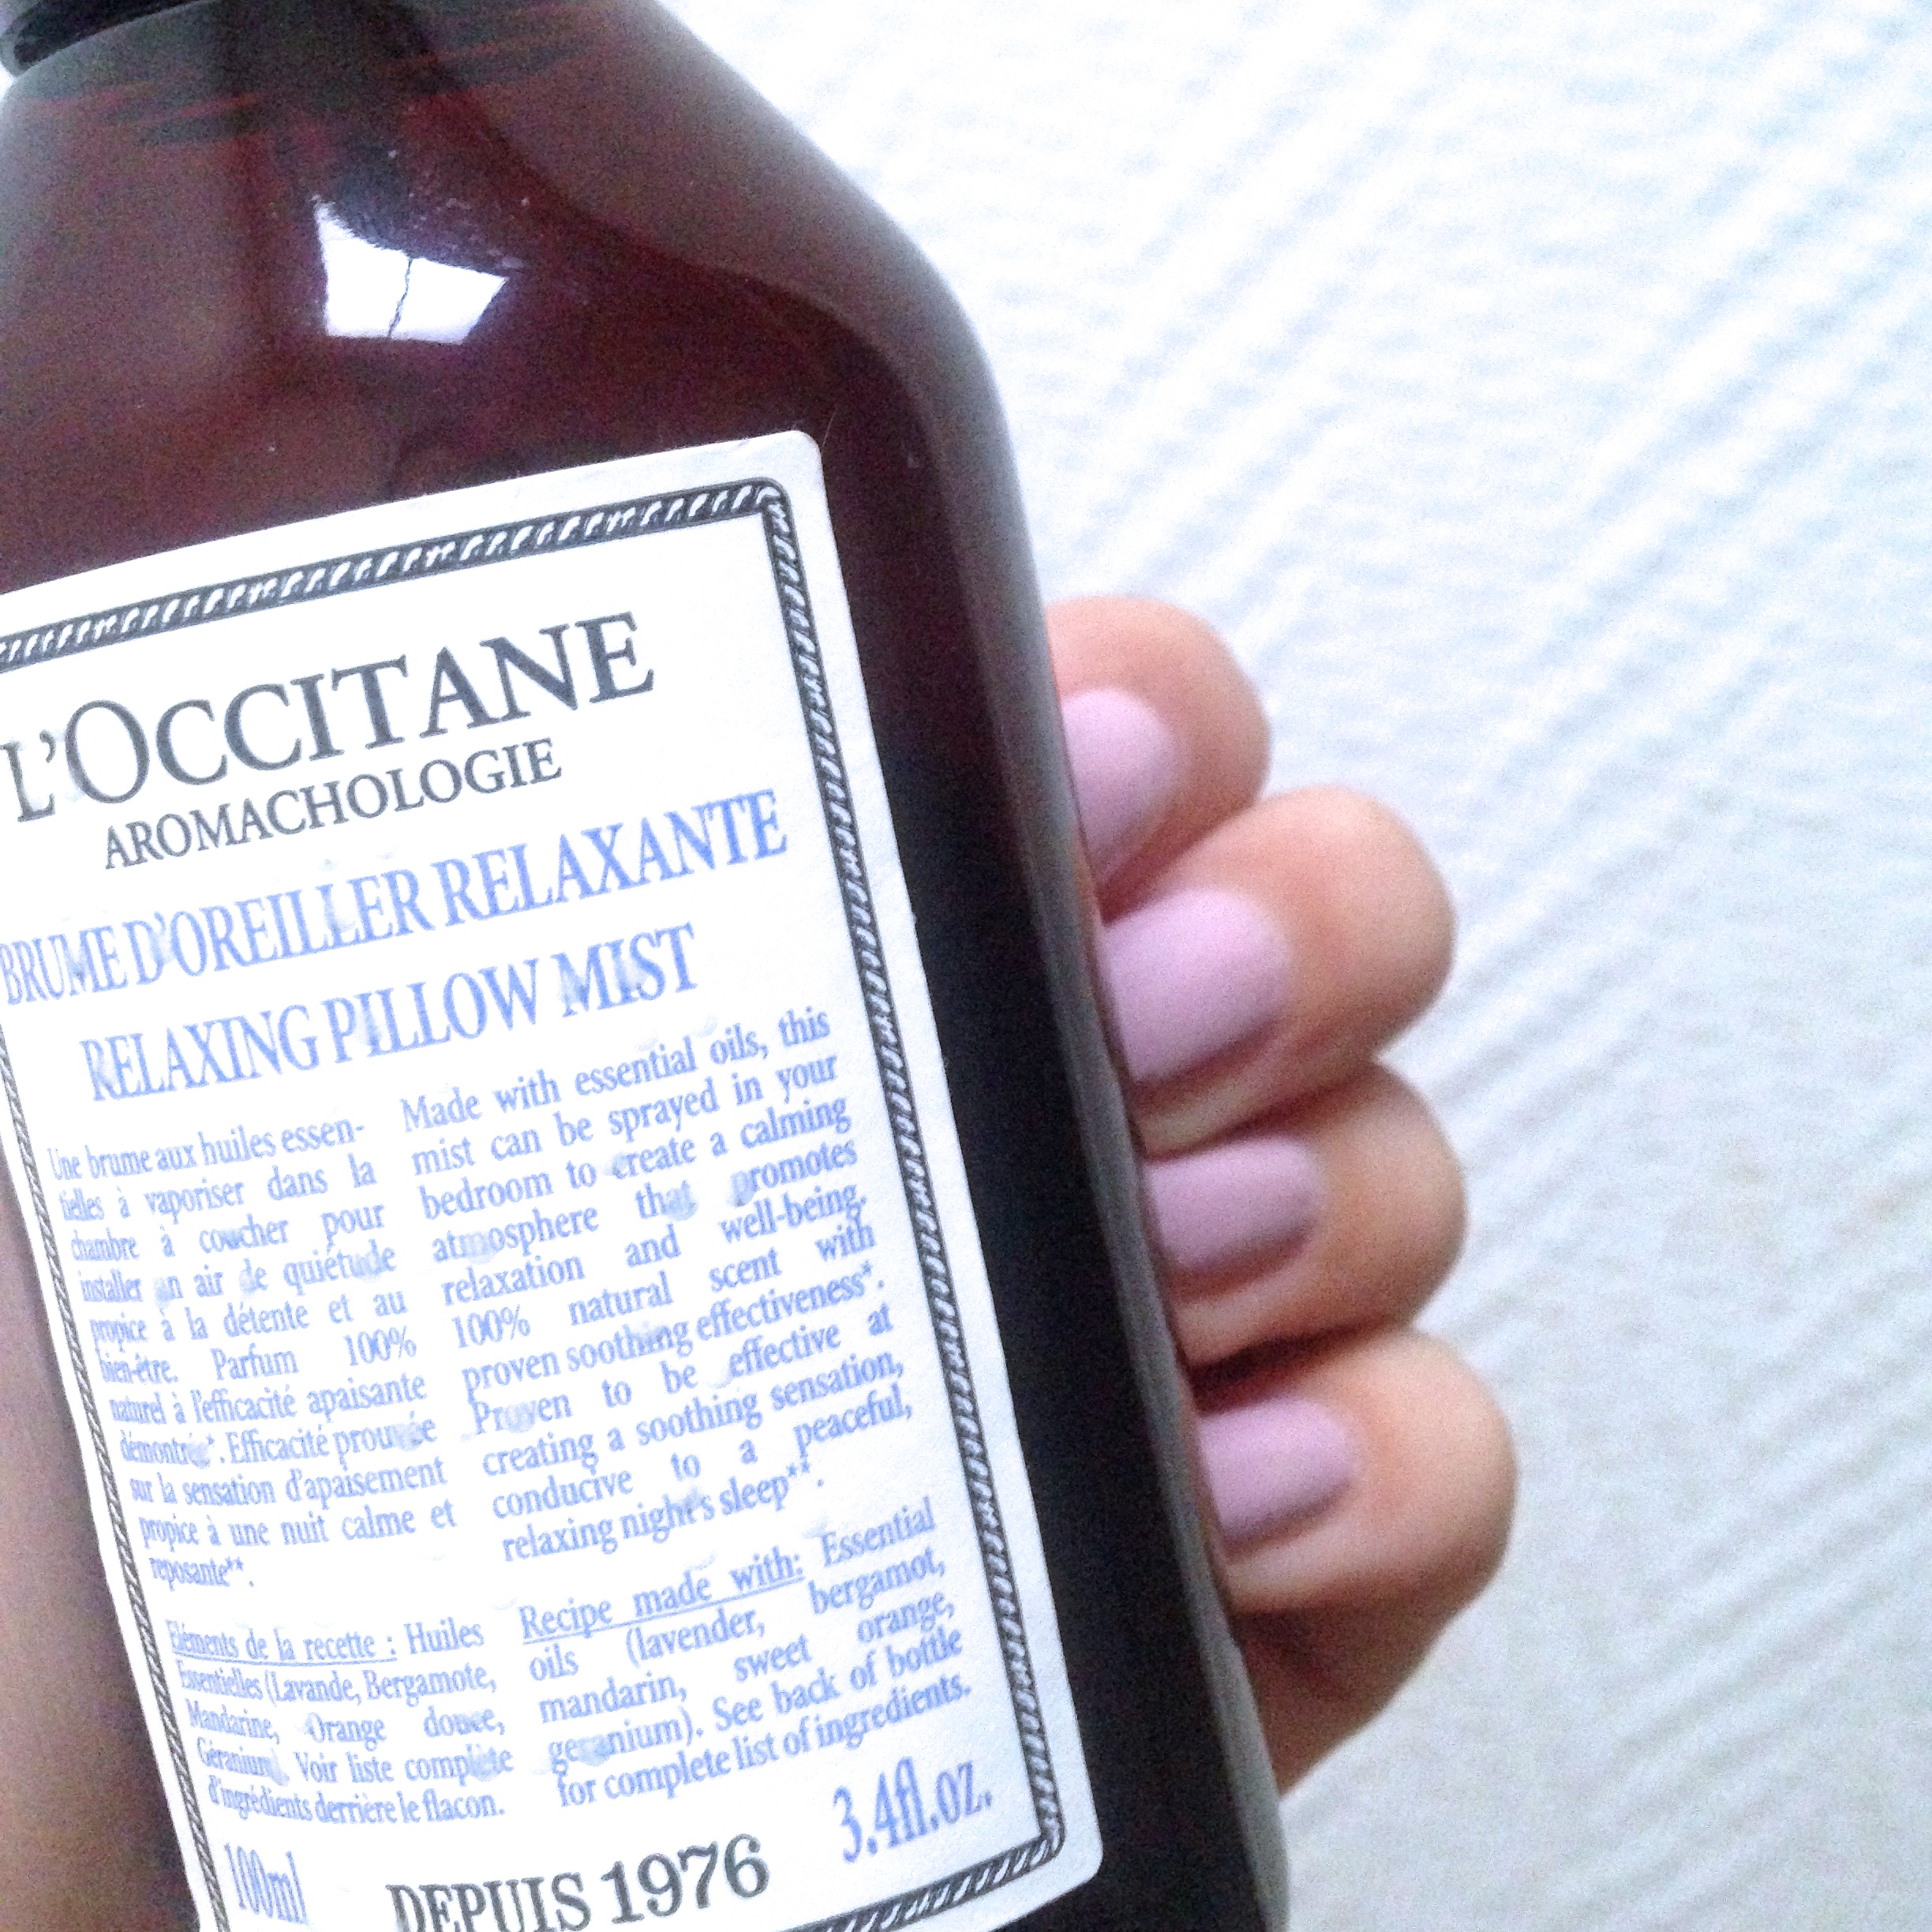 L'OCCITANE
AROMACHOLOGIE
BRUME D'OREILLER RELAXANTE
RELAXING PILLOW MIST
Une brume aux huiles essen-
tielles à vaporiser dans la
chambre à coucher pour
installer un air de quiétude
propice à la détente et au
bien-être. Parfum 100%
naturel à l'efficacité apaisante
démontrée*. Efficacité prouvée
sur la sensation d'apaisement
propice à une nuit calme et
reposante**.
Eléments de la recette : Huiles
Essentielles (Lavande, Bergamote,
Mandarine, Orange douce,
Géranium). Voir liste complète
d'ingrédients derrière le flacon.
Made with essential oils, this
mist can be sprayed in your
bedroom to create a calming
atmosphere that promotes
relaxation and well-being.
100% natural scent with
proven soothing effectiveness*.
Proven to be effective at
creating a soothing sensation,
conducive to a peaceful,
relaxing night's sleep**.
Recipe made with: Essential
oils (lavender, bergamot,
mandarin, sweet orange,
geranium). See back of bottle
for complete list of ingredients.
100ml DEPUIS 1976 3.4fl.oz.